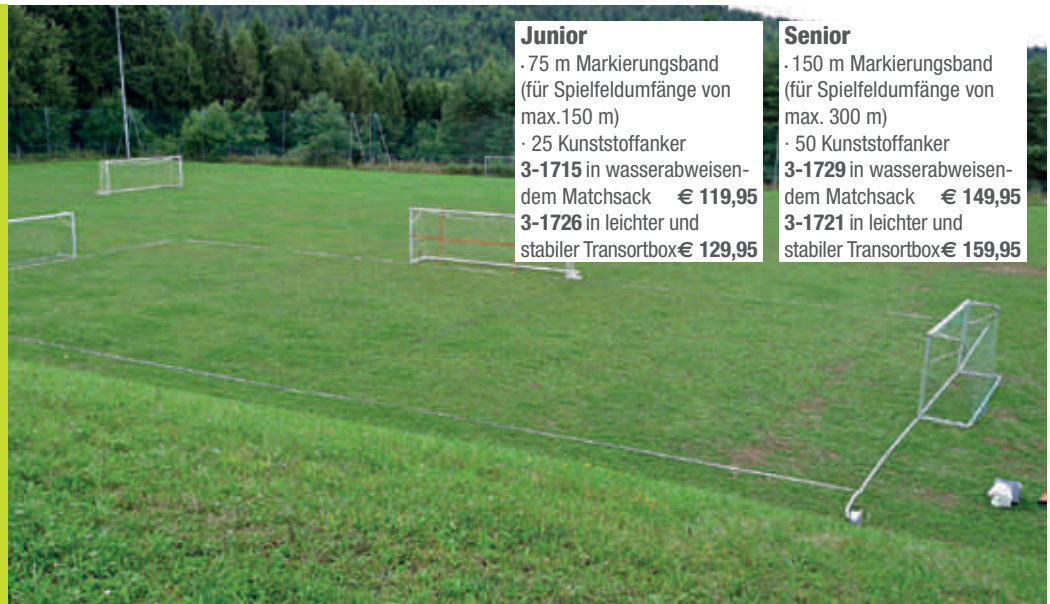 Junior
· 75 m Markierungsband
(für Spielfeldumfänge von
max.150 m)
· 25 Kunststoffanker
3-1715 in wasserabweisen-
dem Matchsack € 119,95
3-1726 in leichter und
stabiler Transortbox€ 129,95
Senior
· 150 m Markierungsband
(für Spielfeldumfänge von
max. 300 m)
· 50 Kunststoffanker
3-1729 in wasserabweisen-
dem Matchsack € 149,95
3-1721 in leichter und
stabiler Transortbox€ 159,95